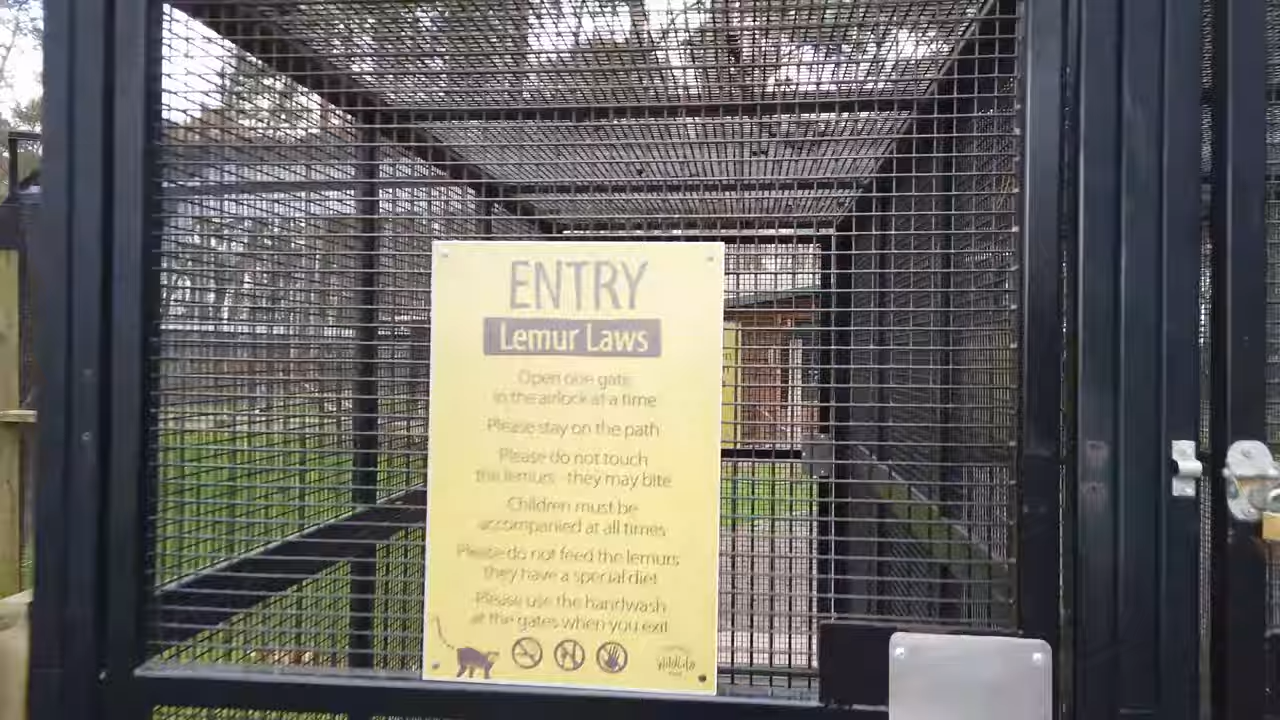 ENTRY
Lemur Laws
Open one gate
in the airlock at a time
Please stay on the path
Please do not touch
the lemurs they may bite
Children must be
accompanied at all times
Please do not feed the lemurs
they have a special diet
Please use the handwash
at the gates when you exit
Wildlife